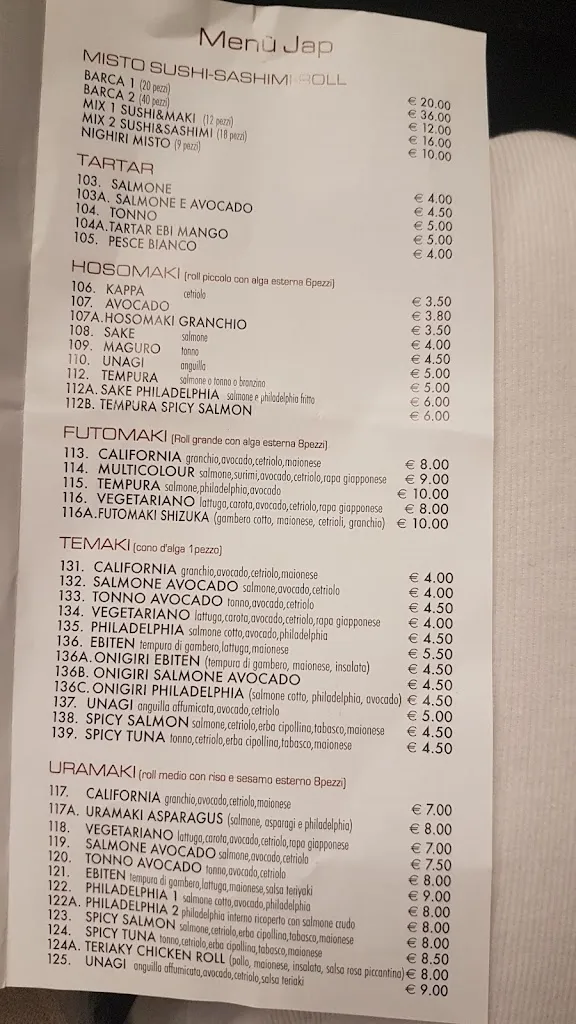 Menù Jap
MISTO SUSHI-SASHIMI-ROLL
BARCA 1 (20 pezzi) € 20.00
BARCA 2 (40 pezzi) € 36.00
MIX 1 SUSHI&MAKI (12 pezzi) € 12.00
MIX 2 SUSHI&SASHIMI (18 pezzi) € 16.00
NIGHIRI MISTO (9 pezzi) € 10.00
TARTAR
103. SALMONE € 4.00
103A. SALMONE E AVOCADO € 4.50
104. TONNO € 5.00
104A.TARTAR EBI MANGO € 5.00
105. PESCE BIANCO € 4.00
HOSOMAKI (roll piccolo con alga esterna 6pezzi)
106. KAPPA cetriolo € 3.50
107. AVOCADO € 3.80
107A.HOSOMAKI GRANCHIO € 3.50
108. SAKE salmone € 4.00
109. MAGURO tonno € 4.50
110. UNAGI anguilla € 5.00
112. TEMPURA salmone o tonno o branzino € 5.00
112A. SAKE PHILADELPHIA salmone e philadelphia fritto € 6.00
112B. TEMPURA SPICY SALMON € 6.00
FUTOMAKI (Roll grande con alga esterna 8pezzi)
113. CALIFORNIA granchio,avocado,cetriolo,maionese € 8.00
114. MULTICOLOUR salmone,surimi,avocado,cetriolo,rapa giapponese € 9.00
115. TEMPURA salmone,philadelphia,avocado € 10.00
116. VEGETARIANO lattuga,carota,avocado,cetriolo,rapa giapponese € 8.00
116A.FUTOMAKI SHIZUKA (gambero cotto, maionese, cetrioli, granchio) € 10.00
TEMAKI (cono d'alga 1pezzo)
131. CALIFORNIA granchio,avocado,cetriolo,maionese € 4.00
132. SALMONE AVOCADO salmone,avocado,cetriolo € 4.00
133. TONNO AVOCADO tonno,avocado,cetriolo € 4.50
134. VEGETARIANO lattuga,carota,avocado,cetriolo,rapa giapponese € 4.00
135. PHILADELPHIA salmone cotto,avocado,philadelphia € 4.50
136. EBITEN tempura di gambero,lattuga,maionese € 5.50
136A.ONIGIRI EBITEN (tempura di gambero, maionese, insalata) € 4.50
136B. ONIGIRI SALMONE AVOCADO € 4.50
136C. ONIGIRI PHILADELPHIA (salmone cotto, philadelphia, avocado) € 4.50
137. UNAGI anguilla affumicata,avocado,cetriolo € 5.00
138. SPICY SALMON salmone,cetriolo,erba cipollina,tabasco,maionese € 4.50
139. SPICY TUNA tonno,cetriolo,erba cipollina,tabasco,maionese € 4.50
URAMAKI (roll medio con riso e sesamo esterno 8pezzi)
117. CALIFORNIA granchio,avocado,cetriolo,maionese € 7.00
117A. URAMAKI ASPARAGUS (salmone, asparagi e philadelphia) € 8.00
118. VEGETARIANO lattuga,carota,avocado,cetriolo,rapa giapponese € 7.00
119. SALMONE AVOCADO salmone,avocado,cetriolo € 7.50
120. TONNO AVOCADO tonno,avocado,cetriolo € 8.00
121. EBITEN tempura di gambero,lattuga,maionese,salsa teriyaki € 9.00
122. PHILADELPHIA 1 salmone cotto,avocado,philadelphia € 8.00
122A. PHILADELPHIA 2 philadelphia interno ricoperto con salmone crudo € 8.00
123. SPICY SALMON salmone,cetriolo,erba cipollina,tabasco,maionese € 8.00
124. SPICY TUNA tonno,cetriolo,erba cipollina,tabasco,maionese € 8.50
124A. TERIAKY CHICKEN ROLL (pollo, maionese, insalata, salsa rosa piccantina) € 8.00
125. UNAGI anguilla affumicata,avocado,cetriolo,salsa teriaki € 9.00